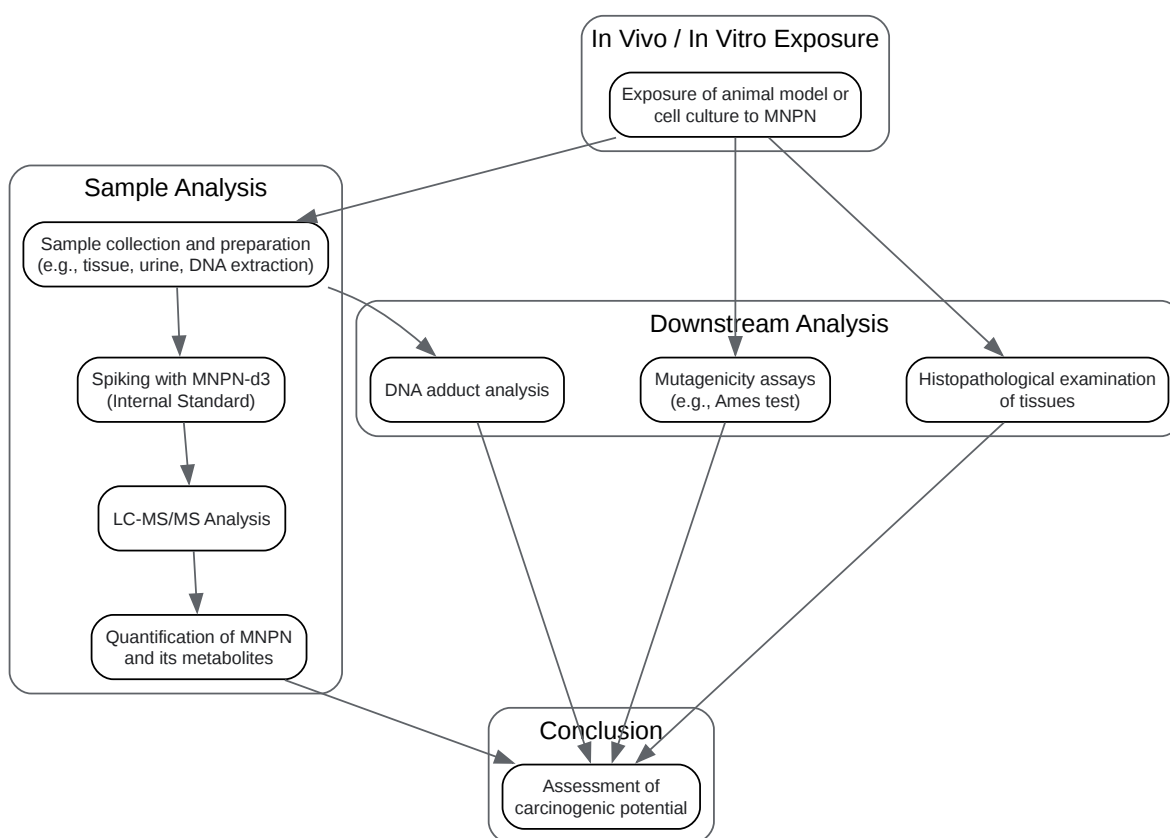 In Vivo / In Vitro Exposure
Exposure of animal model or
cell culture to MNPN
Sample Analysis
Sample collection and preparation
(e.g., tissue, urine, DNA extraction)
Downstream Analysis
Spiking with MNPN-d3
(Internal Standard)
DNA adduct analysis
Mutagenicity assays
(e.g., Ames test)
Histopathological examination
of tissues
LC-MS/MS Analysis
Quantification of MNPN
and its metabolites
Conclusion
Assessment of
carcinogenic potential